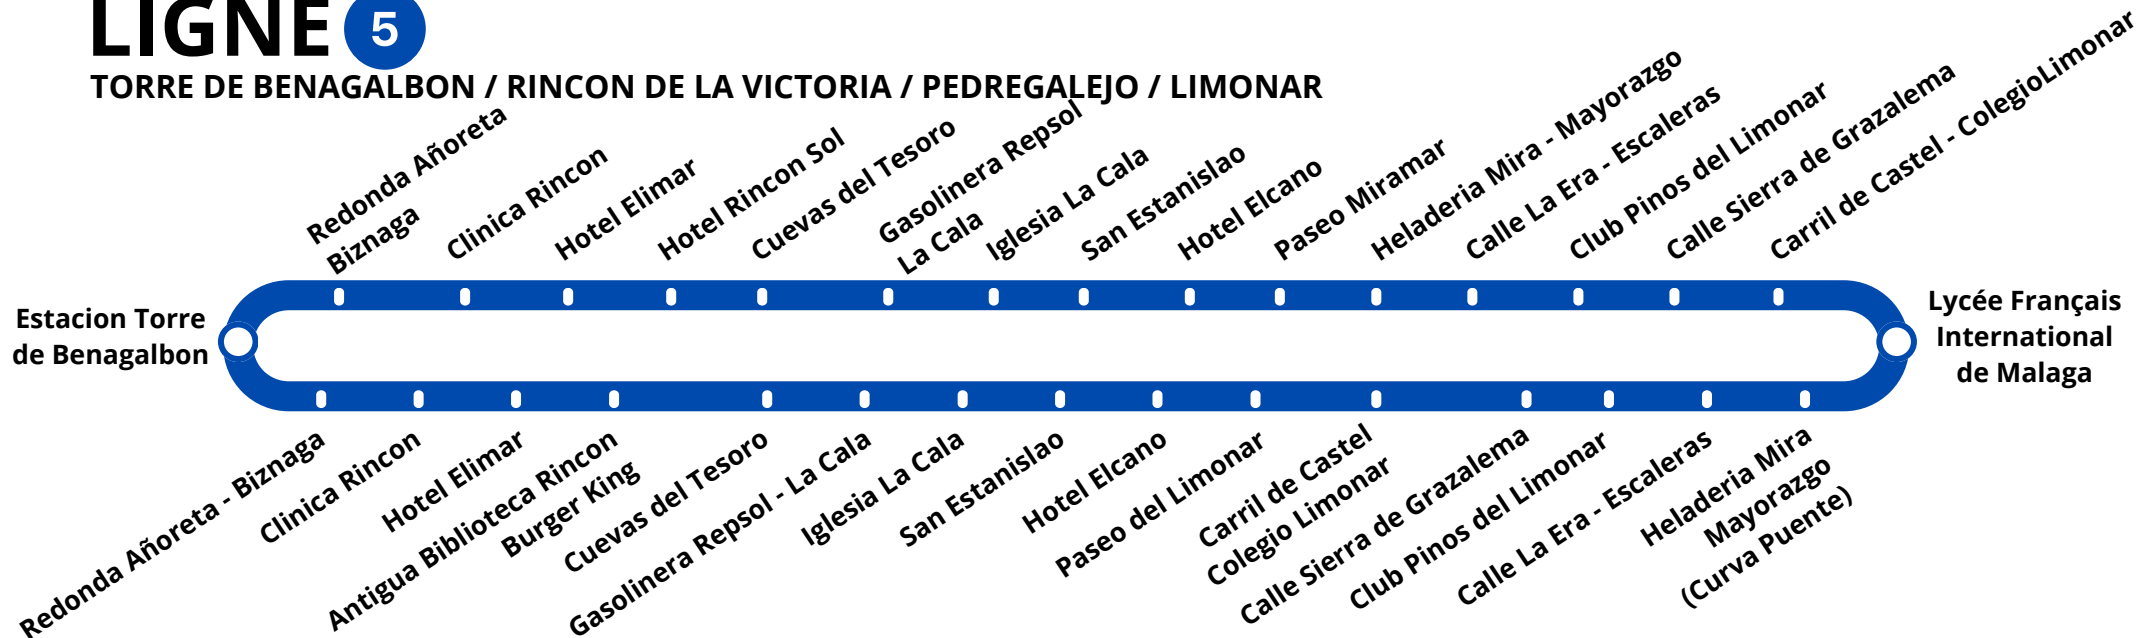 LIGNE 5
TORRE DE BENAGALBON / RINCON DE LA VICTORIA / PEDREGALEJO / LIMONAR
Redonda Añoreta
Biznaga
Clinica Rincon
Hotel Elimar
Hotel Rincon Sol
Cuevas del Tesoro
Gasolinera Repsol
La Cala
Iglesia La Cala
San Estanislao
Hotel Elcano
Paseo Miramar
Heladeria Mira - Mayorazgo
Calle La Era - Escaleras
Club Pinos del Limonar
Calle Sierra de Grazalema
Carril de Castel - ColegioLimonar
Estacion Torre
de Benagalbon
Lycée Français
International
de Malaga
Redonda Añoreta - Biznaga
Clinica Rincon
Hotel Elimar
Antigua Biblioteca Rincon
Burger King
Cuevas del Tesoro
Gasolinera Repsol - La Cala
Iglesia La Cala
San Estanislao
Hotel Elcano
Paseo del Limonar
Carril de Castel
Colegio Limonar
Calle Sierra de Grazalema
Club Pinos del Limonar
Calle La Era - Escaleras
Heladeria Mira
Mayorazgo
(Curva Puente)